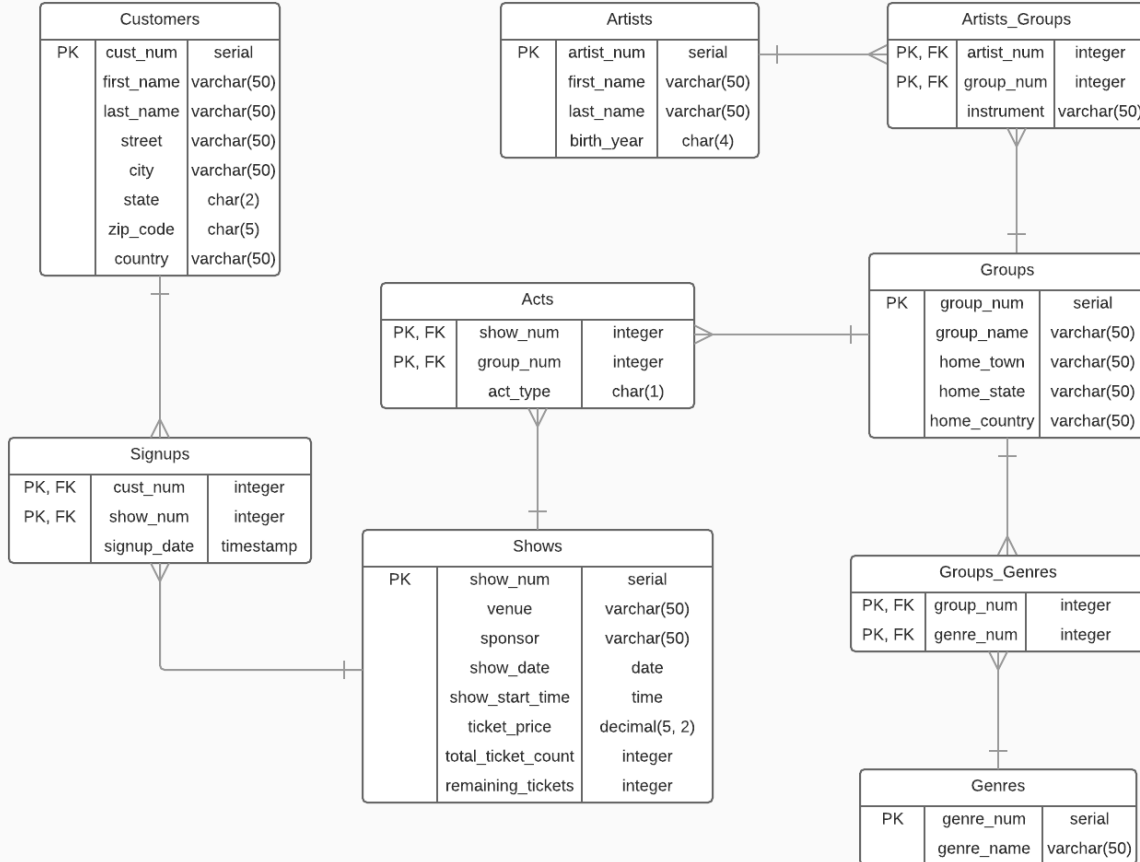 Customers
PK cust_num serial
first_name varchar(50)
last_name varchar(50)
street varchar(50)
city varchar(50)
state char(2)
zip_code char(5)
country varchar(50)
Artists
PK artist_num serial
first_name varchar(50)
last_name varchar(50)
birth_year char(4)
Artists_Groups
PK, FK artist_num integer
PK, FK group_num integer
instrument varchar(50)
Acts
PK, FK show_num integer
PK, FK group_num integer
act_type char(1)
Groups
PK group_num serial
group_name varchar(50)
home_town varchar(50)
home_state varchar(50)
home_country varchar(50)
Signups
PK, FK cust_num integer
PK, FK show_num integer
signup_date timestamp
Shows
PK show_num serial
venue varchar(50)
sponsor varchar(50)
show_date date
show_start_time time
ticket_price decimal(5, 2)
total_ticket_count integer
remaining_tickets integer
Groups_Genres
PK, FK group_num integer
PK, FK genre_num integer
Genres
PK genre_num serial
genre_name varchar(50)